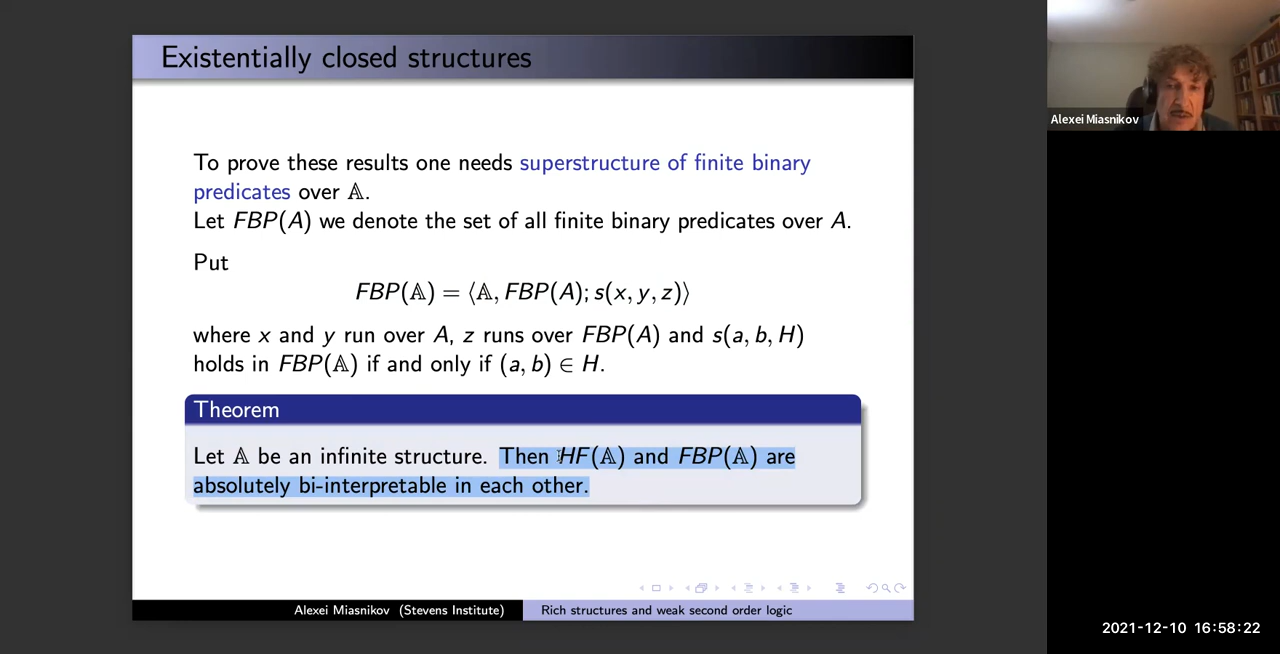 Existentially closed structures
Alexei Miasnikov
To prove these results one needs superstructure of finite binary
predicates over 𝔸.
Let FBP(A) we denote the set of all finite binary predicates over A.
Put
FBP(𝔸) = ⟨𝔸, FBP(A); s(x, y, z)⟩
where x and y run over A, z runs over FBP(A) and s(a, b, H)
holds in FBP(𝔸) if and only if (a, b) ∈ H.
Theorem
Let 𝔸 be an infinite structure. Then HF(𝔸) and FBP(𝔸) are
absolutely bi-interpretable in each other.
Alexei Miasnikov (Stevens Institute)
Rich structures and weak second order logic
2021-12-10 16:58:22